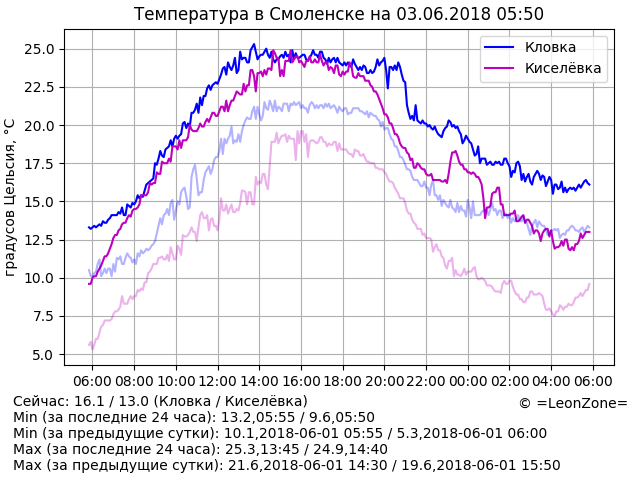 Температура в Смоленске на 03.06.2018 05:50
градусов Цельсия, °C
25.0
22.5
20.0
17.5
15.0
12.5
10.0
7.5
5.0
Кловка
Киселёвка
06:00 08:00 10:00 12:00 14:00 16:00 18:00 20:00 22:00 00:00 02:00 04:00 06:00
Сейчас: 16.1 / 13.0 (Кловка / Киселёвка)
© =LeonZone=
Min (за последние 24 часа): 13.2,05:55 / 9.6,05:50
Min (за предыдущие сутки): 10.1,2018-06-01 05:55 / 5.3,2018-06-01 06:00
Max (за последние 24 часа): 25.3,13:45 / 24.9,14:40
Max (за предыдущие сутки): 21.6,2018-06-01 14:30 / 19.6,2018-06-01 15:50